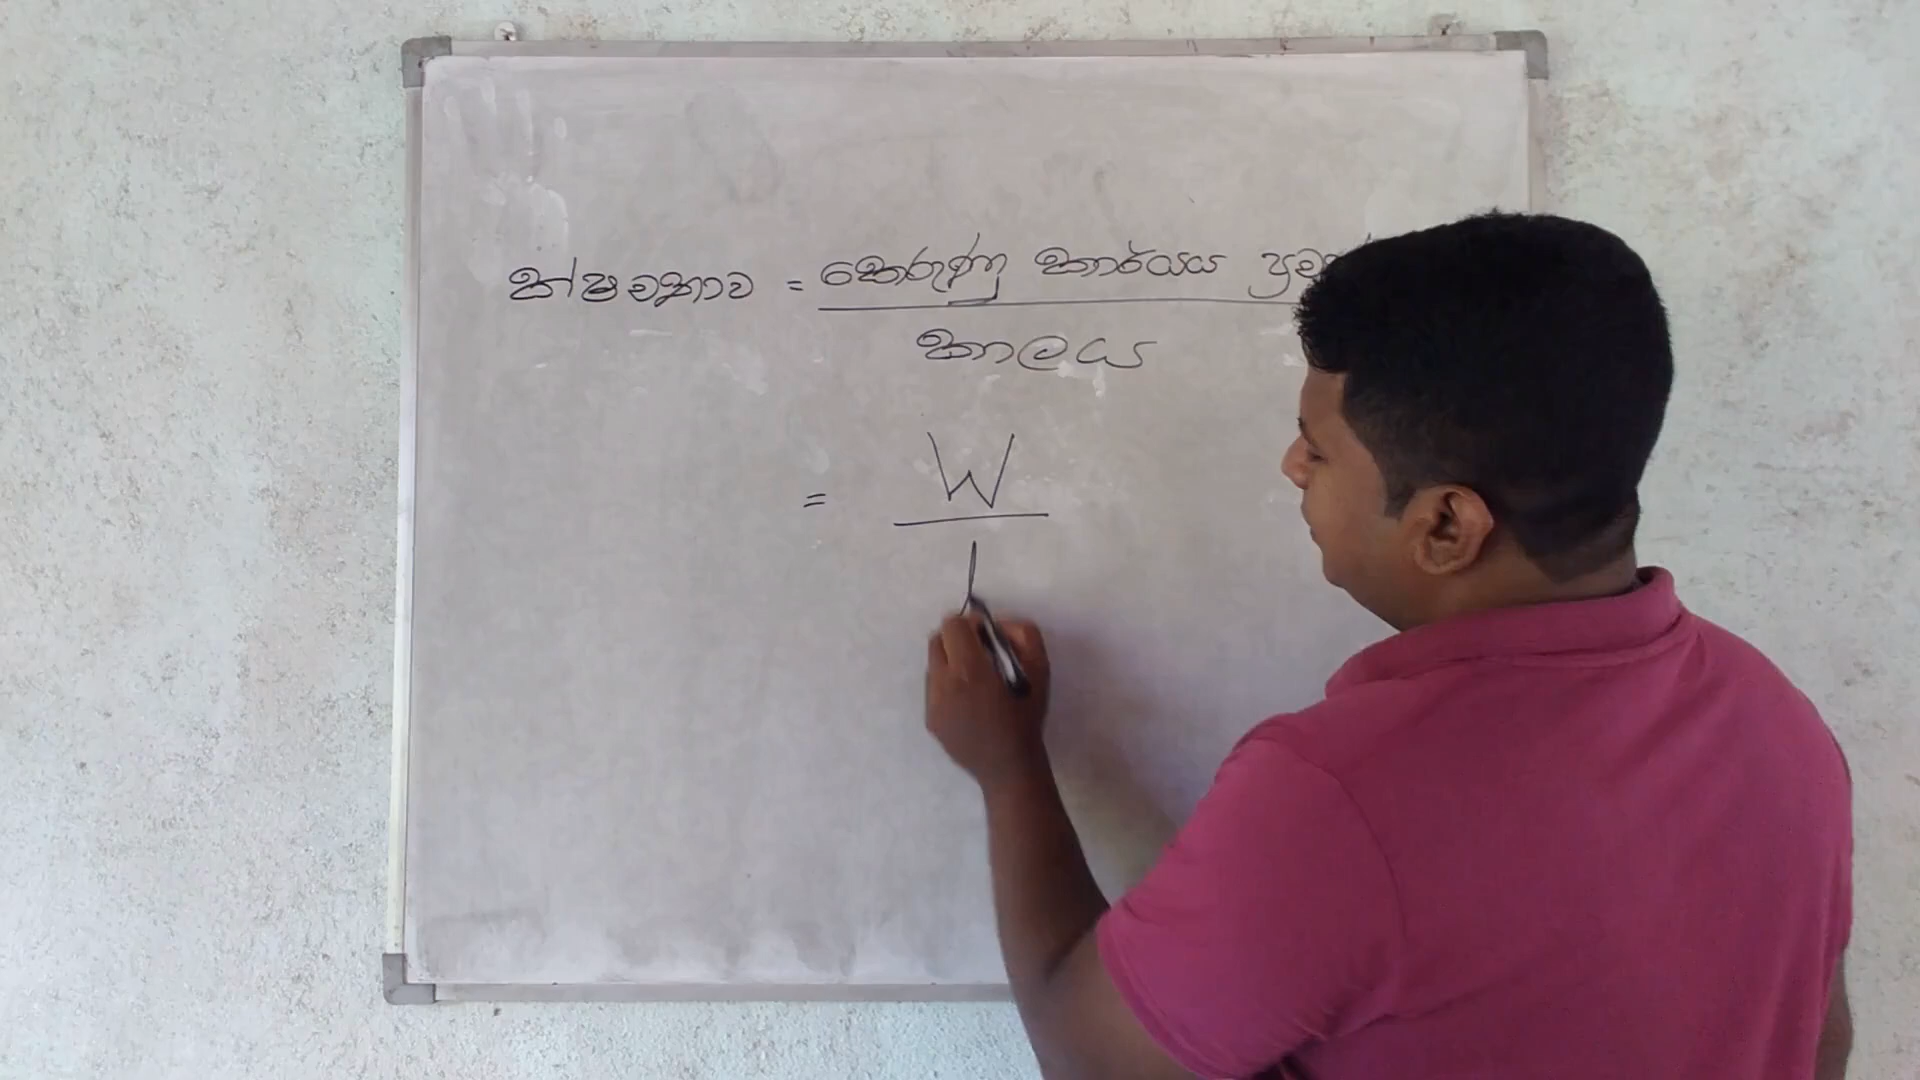 ක්ෂමතාව = කෙරුණු කාර්යය
කාලය
= W